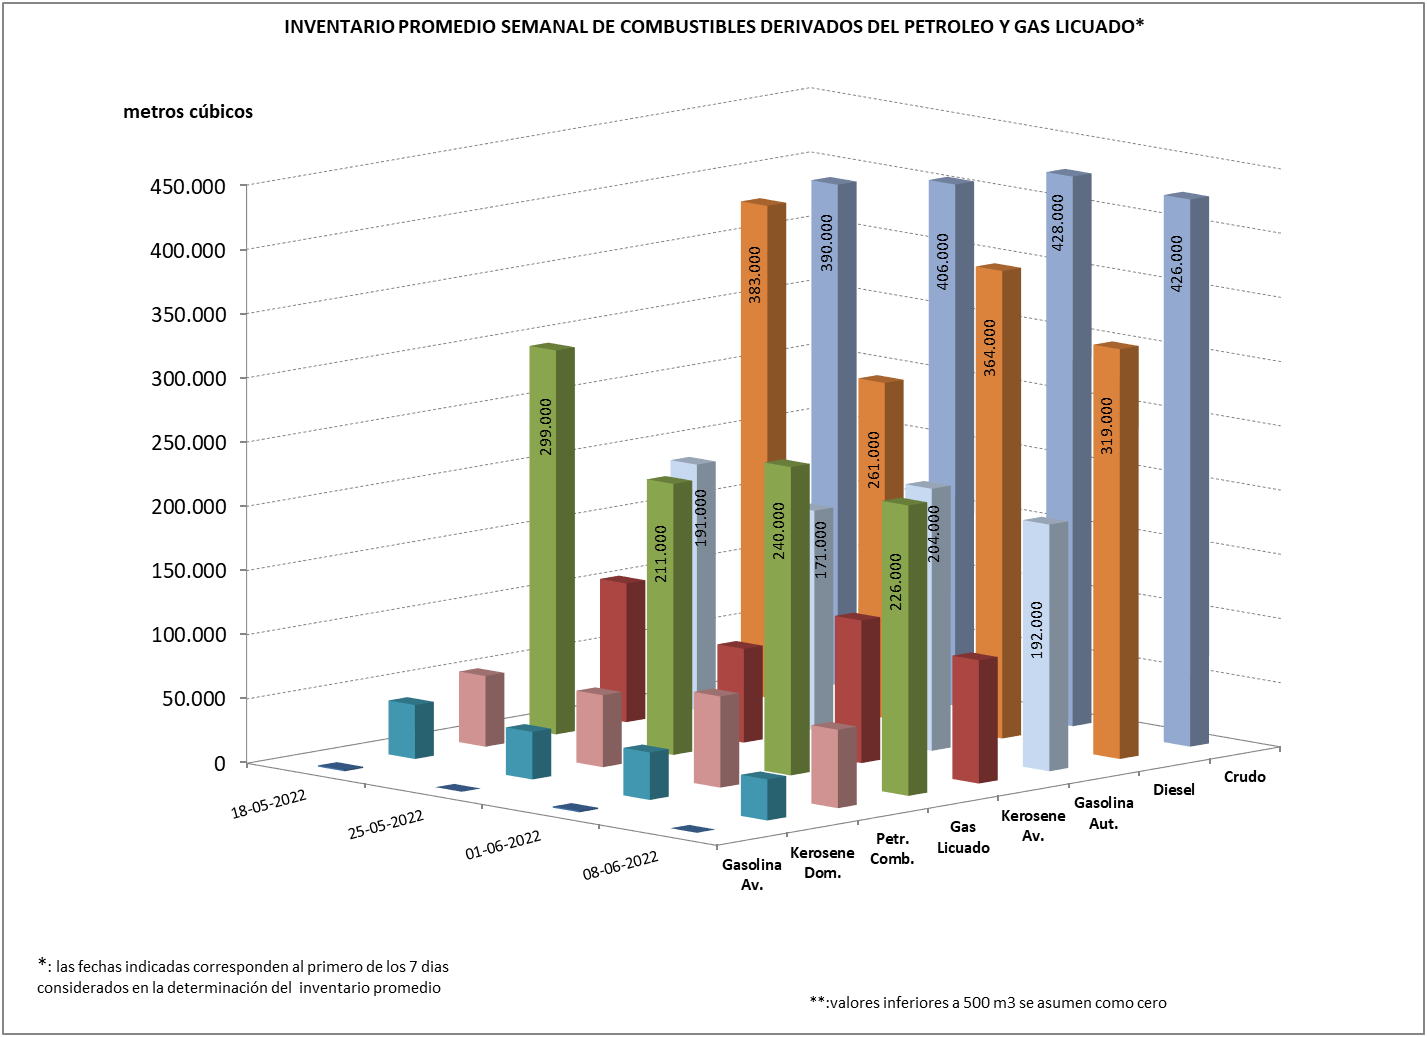 INVENTARIO PROMEDIO SEMANAL DE COMBUSTIBLES DERIVADOS DEL PETROLEO Y GAS LICUADO*
metros cúbicos
450.000
400.000
350.000
300.000
250.000
200.000
150.000
100.000
50.000
0
299.000
211.000
240.000
226.000
191.000
171.000
204.000
192.000
383.000
261.000
364.000
319.000
390.000
406.000
428.000
426.000
18-05-2022
25-05-2022
01-06-2022
08-06-2022
Gasolina
Av.
Kerosene
Dom.
Petr.
Comb.
Gas
Licuado
Kerosene
Av.
Gasolina
Aut.
Diesel
Crudo
*: las fechas indicadas corresponden al primero de los 7 dias
considerados en la determinación del inventario promedio
**:valores inferiores a 500 m3 se asumen como cero